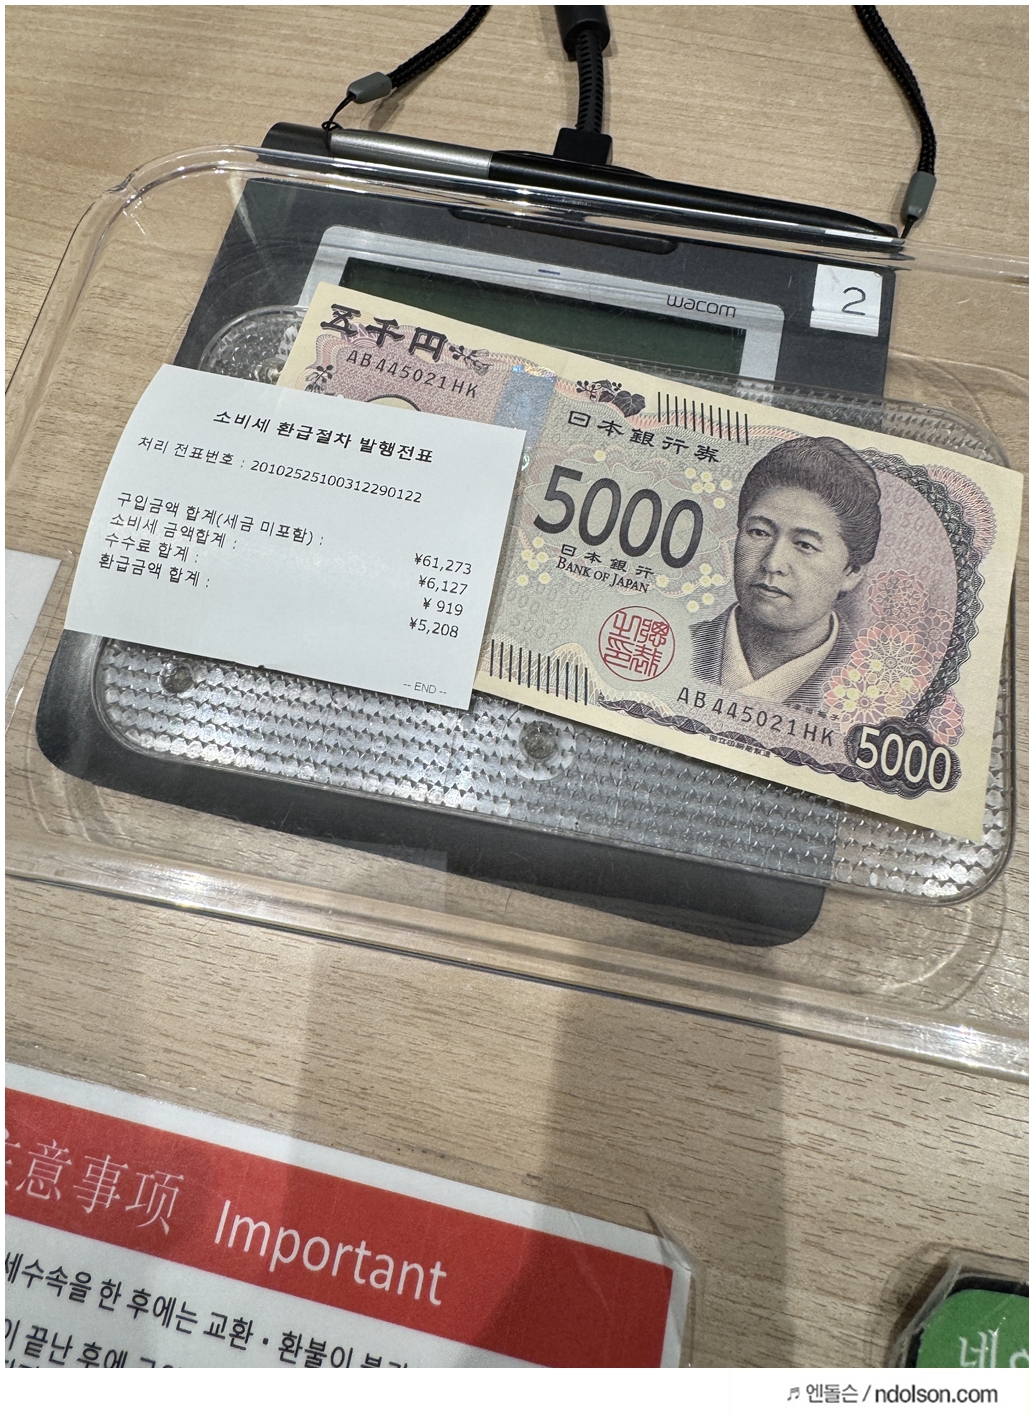 wacom
2
五千円
AB445021HK
日本銀行券
5000
日本銀行
BANK OF JAPAN
AB445021HK
5000
소비세 환급절차 발행전표
처리 전표번호 : 20102525100312290122
구입금액 합계(세금 미포함) :
¥61,273
소비세 금액합계 :
¥6,127
수수료 합계 :
¥ 919
환급금액 합계 :
¥5,208
-- END --
意事项 Important
세수속을 한 후에는 교환・환불이
끝난 후에
네
엔돌슨 / ndolson.com